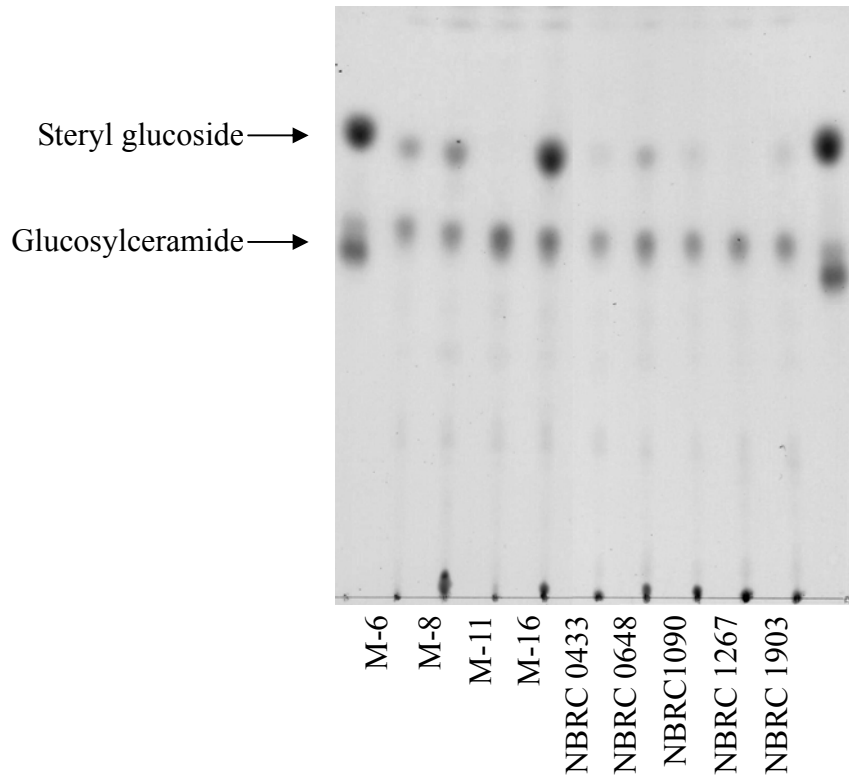 Steryl glucoside
Glucosylceramide
M-6
M-8
M-11
M-16
NBRC 0433
NBRC 0648
NBRC1090
NBRC 1267
NBRC 1903